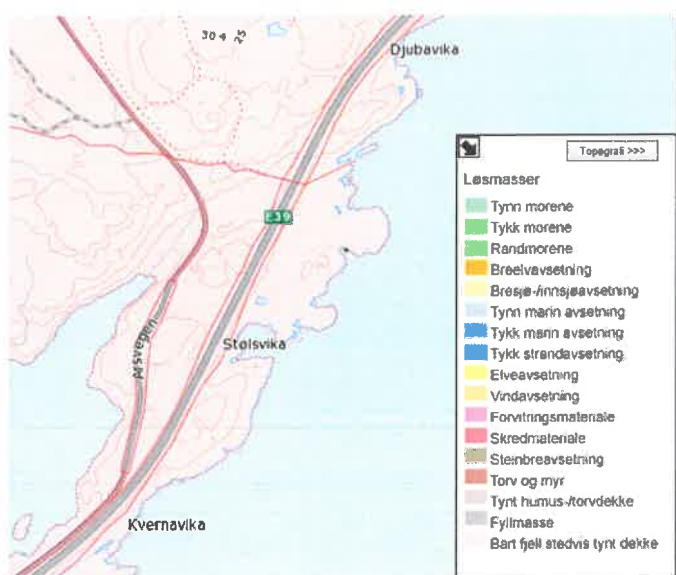 25
Djubavika
Topografi >>>
Løsmasser
Tynn morene
Tykk morene
Randmorene
Breelvavsetning
Bresjø-/innsjøavsetning
Tynn marin avsetning
Tykk marin avsetning
Tykk strandavsetning
Elveavsetning
Vindavsetning
Forvitringsmateriale
Skredmateriale
Steinbreavsetning
Torv og myr
Tynt humus-/torvdekke
Fyllmasse
Bart fjell stedvis tynt dekke
E39
Stølsvika
Arsvegen
Kvernavika